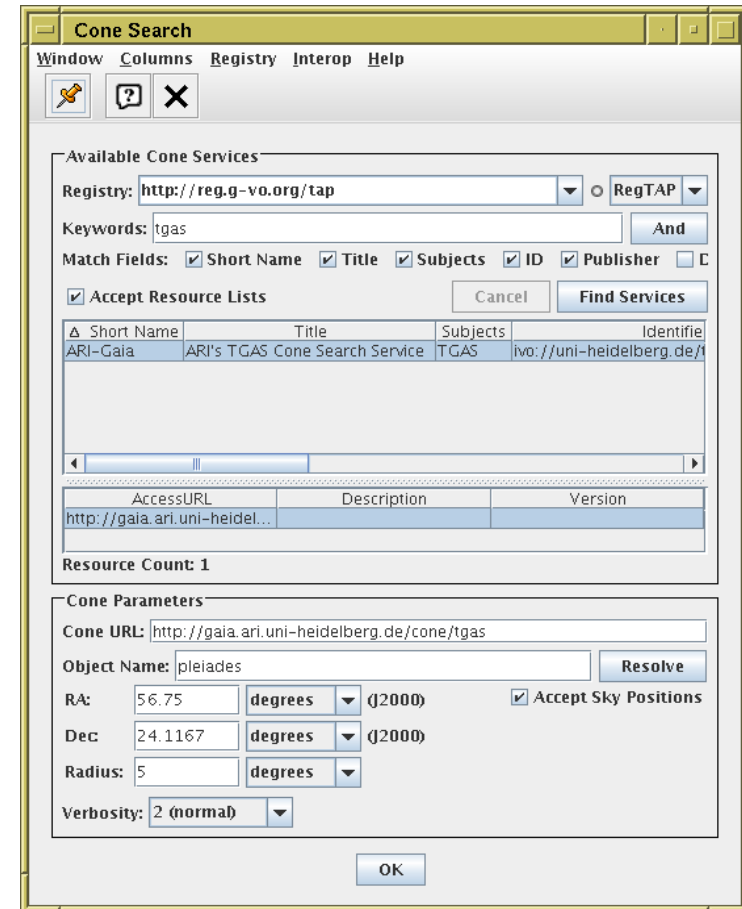 Cone Search
Window Columns Registry Interop Help
Available Cone Services
Registry: http://reg.g-vo.org/tap RegTAP
Keywords: tgas And
Match Fields: Short Name Title Subjects ID Publisher D
Accept Resource Lists Cancel Find Services
Δ Short Name Title Subjects Identifie
ARI-Gaia ARI's TGAS Cone Search Service TGAS ivo://uni-heidelberg.de/
AccessURL Description Version
http://gaia.ari.uni-heidel...
Resource Count: 1
Cone Parameters
Cone URL: http://gaia.ari.uni-heidelberg.de/cone/tgas
Object Name: pleiades Resolve
RA: 56.75 degrees (J2000) Accept Sky Positions
Dec: 24.1167 degrees (J2000)
Radius: 5 degrees
Verbosity: 2 (normal)
OK